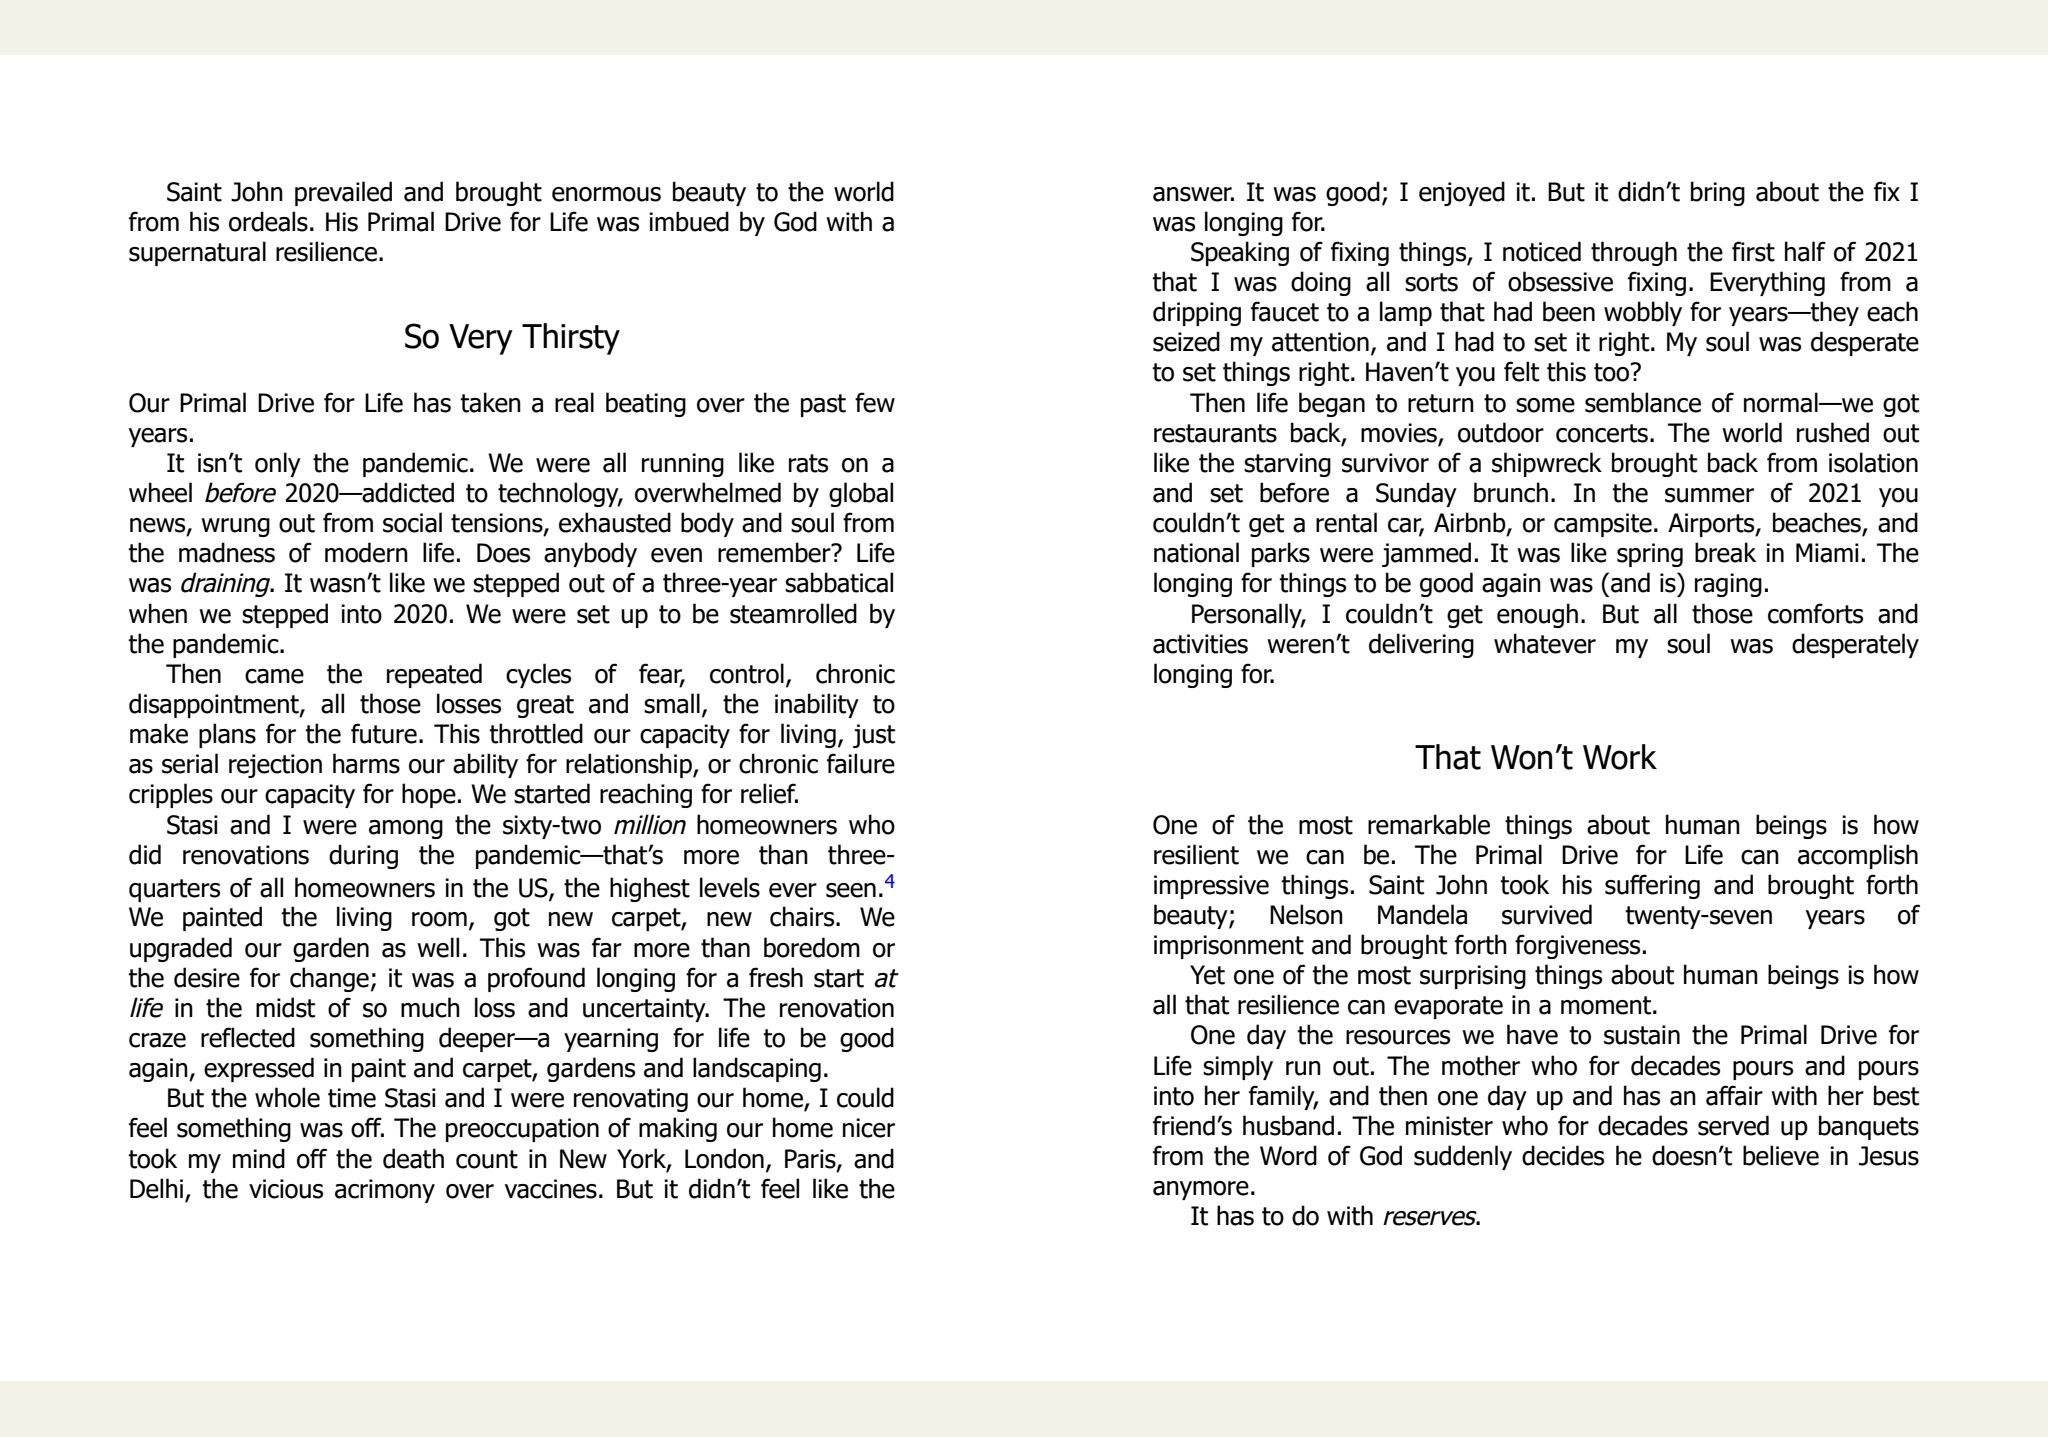 Saint John prevailed and brought enormous beauty to the world
from his ordeals. His Primal Drive for Life was imbued by God with a
supernatural resilience.
So Very Thirsty
Our Primal Drive for Life has taken a real beating over the past few
years.
It isn’t only the pandemic. We were all running like rats on a
wheel before 2020—addicted to technology, overwhelmed by global
news, wrung out from social tensions, exhausted body and soul from
the madness of modern life. Does anybody even remember? Life
was draining. It wasn’t like we stepped out of a three-year sabbatical
when we stepped into 2020. We were set up to be steamrolled by
the pandemic.
Then came the repeated cycles of fear, control, chronic
disappointment, all those losses great and small, the inability to
make plans for the future. This throttled our capacity for living, just
as serial rejection harms our ability for relationship, or chronic failure
cripples our capacity for hope. We started reaching for relief.
Stasi and I were among the sixty-two million homeowners who
did renovations during the pandemic—that’s more than three-
quarters of all homeowners in the US, the highest levels ever seen.4
We painted the living room, got new carpet, new chairs. We
upgraded our garden as well. This was far more than boredom or
the desire for change; it was a profound longing for a fresh start at
life in the midst of so much loss and uncertainty. The renovation
craze reflected something deeper—a yearning for life to be good
again, expressed in paint and carpet, gardens and landscaping.
But the whole time Stasi and I were renovating our home, I could
feel something was off. The preoccupation of making our home nicer
took my mind off the death count in New York, London, Paris, and
Delhi, the vicious acrimony over vaccines. But it didn’t feel like the
answer. It was good; I enjoyed it. But it didn’t bring about the fix I
was longing for.
Speaking of fixing things, I noticed through the first half of 2021
that I was doing all sorts of obsessive fixing. Everything from a
dripping faucet to a lamp that had been wobbly for years—they each
seized my attention, and I had to set it right. My soul was desperate
to set things right. Haven’t you felt this too?
Then life began to return to some semblance of normal—we got
restaurants back, movies, outdoor concerts. The world rushed out
like the starving survivor of a shipwreck brought back from isolation
and set before a Sunday brunch. In the summer of 2021 you
couldn’t get a rental car, Airbnb, or campsite. Airports, beaches, and
national parks were jammed. It was like spring break in Miami. The
longing for things to be good again was (and is) raging.
Personally, I couldn’t get enough. But all those comforts and
activities weren’t delivering whatever my soul was desperately
longing for.
That Won’t Work
One of the most remarkable things about human beings is how
resilient we can be. The Primal Drive for Life can accomplish
impressive things. Saint John took his suffering and brought forth
beauty; Nelson Mandela survived twenty-seven years of
imprisonment and brought forth forgiveness.
Yet one of the most surprising things about human beings is how
all that resilience can evaporate in a moment.
One day the resources we have to sustain the Primal Drive for
Life simply run out. The mother who for decades pours and pours
into her family, and then one day up and has an affair with her best
friend’s husband. The minister who for decades served up banquets
from the Word of God suddenly decides he doesn’t believe in Jesus
anymore.
It has to do with reserves.